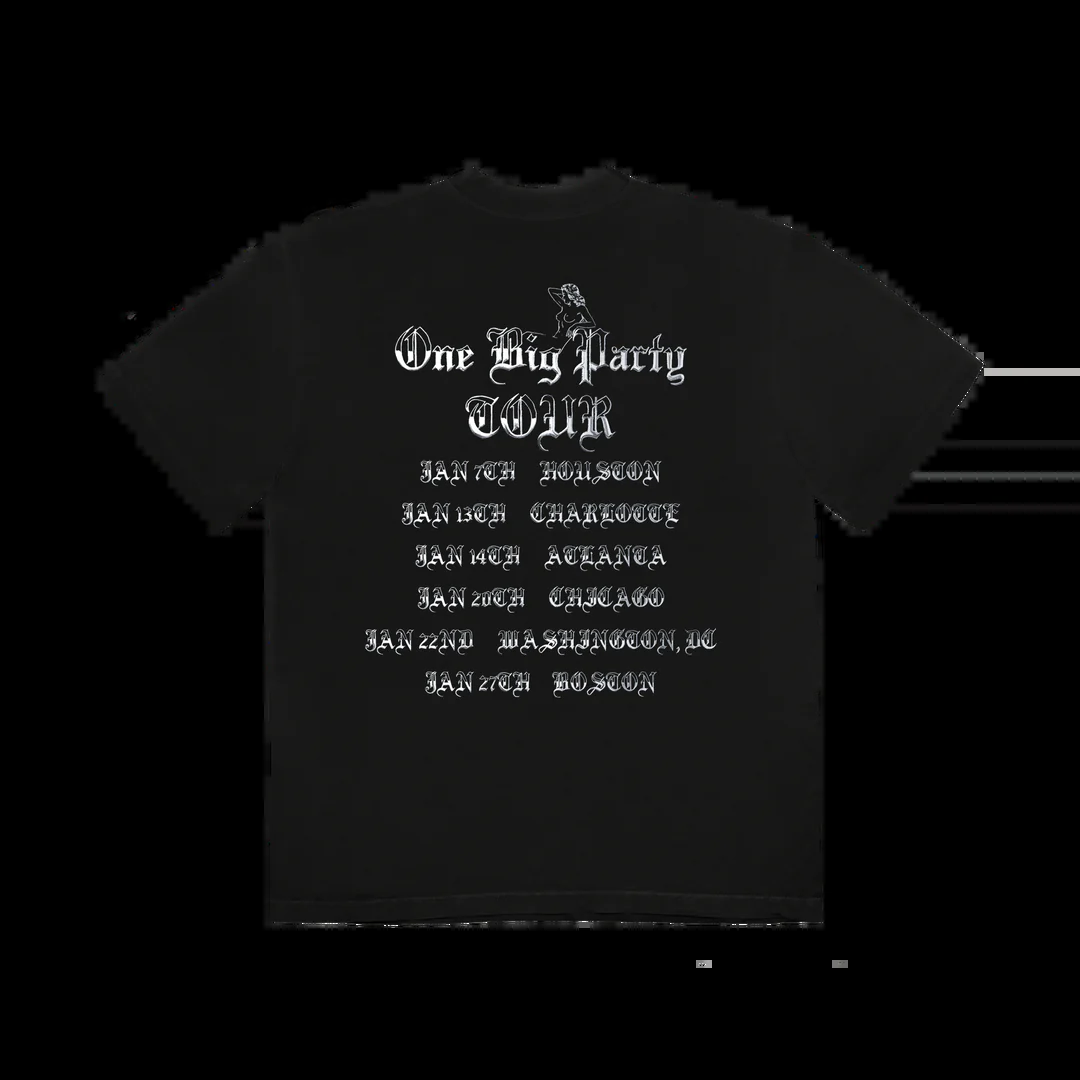 One Big Party
TOUR
JAN 7TH HOUSTON
JAN 13TH CHARLOTTE
JAN 14TH ATLANTA
JAN 20TH CHICAGO
JAN 22ND WASHINGTON, DC
JAN 27TH BOSTON